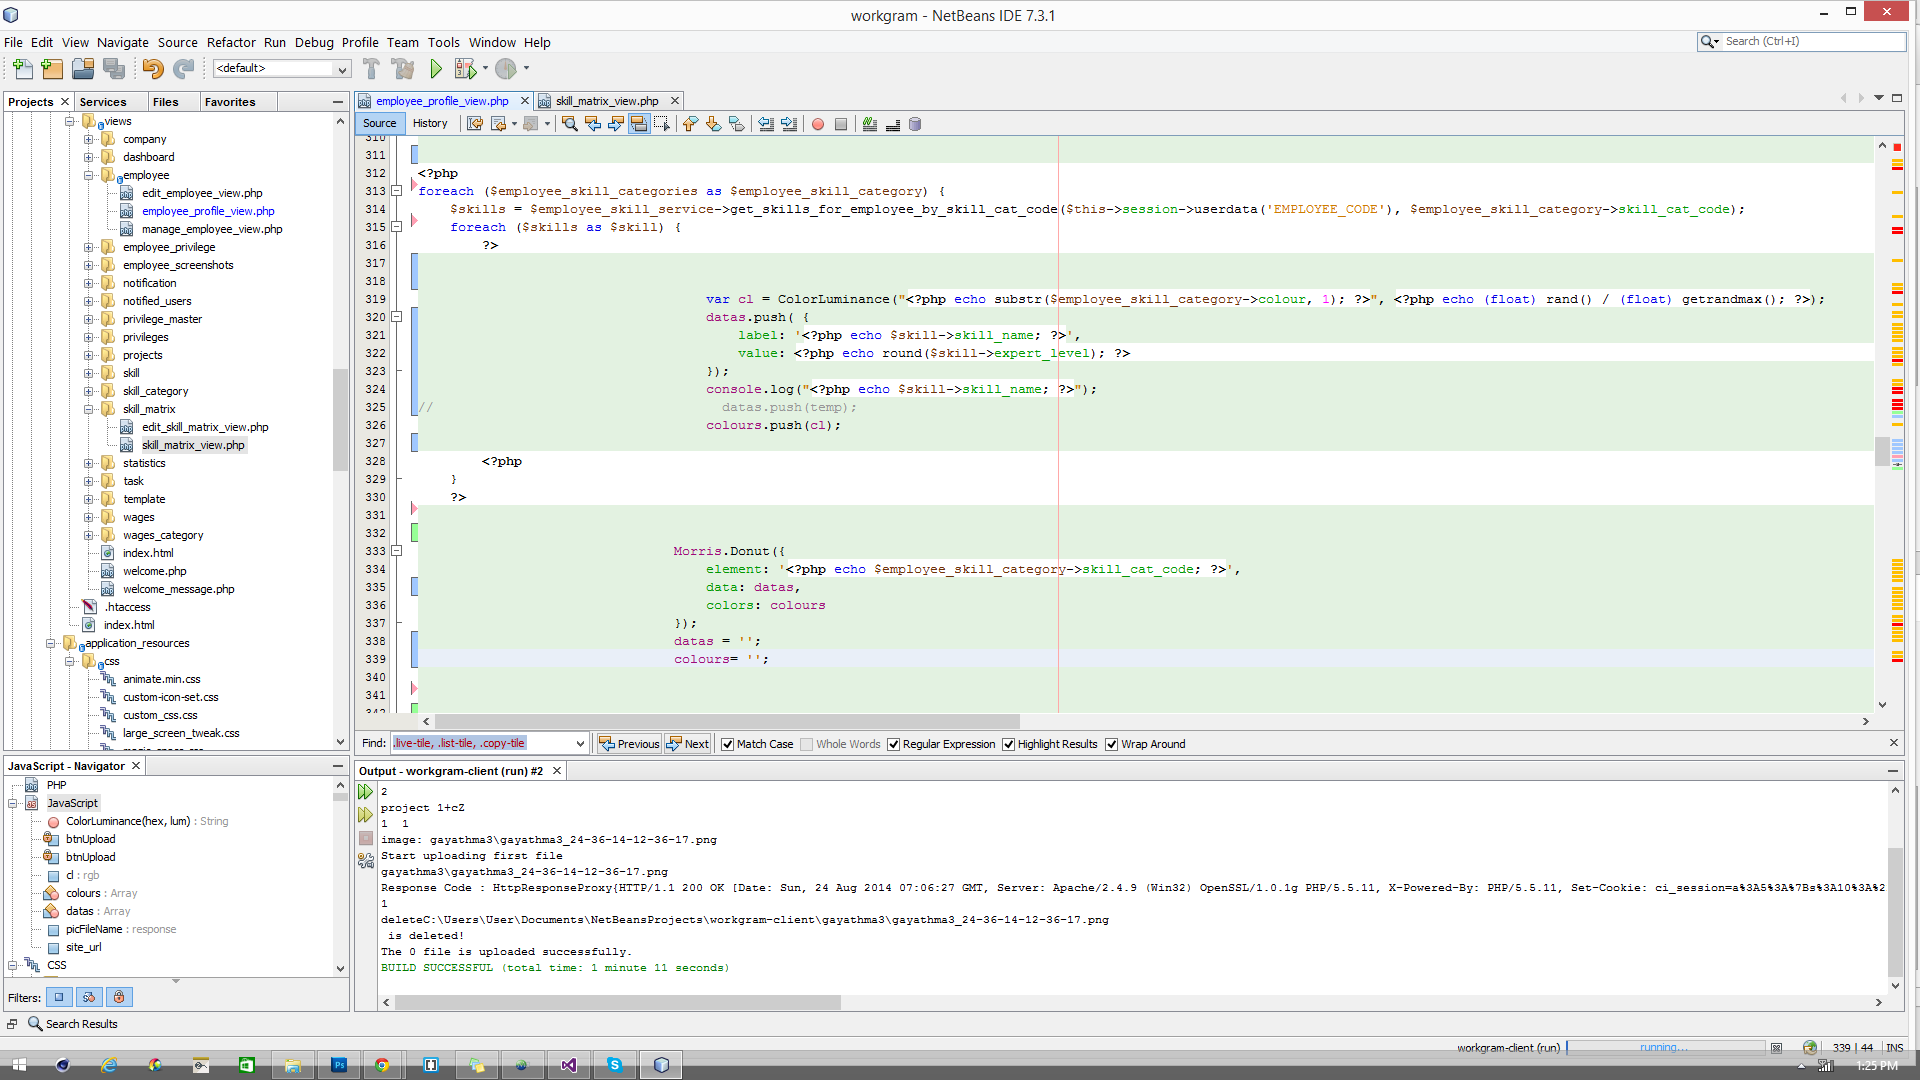 workgram - NetBeans IDE 7.3.1
File Edit View Navigate Source Refactor Run Debug Profile Team Tools Window Help
Search (Ctrl+I)
<default>
Projects Services Files Favorites
views
company
dashboard
employee
edit_employee_view.php
employee_profile_view.php
manage_employee_view.php
employee_privilege
employee_screenshots
notification
notified_users
privilege_master
privileges
projects
skill
skill_category
skill_matrix
edit_skill_matrix_view.php
skill_matrix_view.php
statistics
task
template
wages
wages_category
index.html
welcome.php
welcome_message.php
.htaccess
index.html
application_resources
css
animate.min.css
custom-icon-set.css
custom_css.css
large_screen_tweak.css
JavaScript - Navigator
PHP
JavaScript
ColorLuminance(hex, lum) : String
btnUpload
btnUpload
cl : rgb
colours : Array
datas : Array
picFileName : response
site_url
CSS
Filters:
Search Results
employee_profile_view.php skill_matrix_view.php
Source History
310
311
312 <?php
313 foreach ($employee_skill_categories as $employee_skill_category) {
314 $skills = $employee_skill_service->get_skills_for_employee_by_skill_cat_code($this->session->userdata('EMPLOYEE_CODE'), $employee_skill_category->skill_cat_code);
315 foreach ($skills as $skill) {
316 ?>
317
318
319 var cl = ColorLuminance("<?php echo substr($employee_skill_category->colour, 1); ?>", <?php echo (float) rand() / (float) getrandmax(); ?>);
320 datas.push( {
321 label: '<?php echo $skill->skill_name; ?>',
322 value: <?php echo round($skill->expert_level); ?>
323 });
324 console.log("<?php echo $skill->skill_name; ?>");
325 // datas.push(temp);
326 colours.push(cl);
327
328 <?php
329 }
330 ?>
331
332
333 Morris.Donut({
334 element: '<?php echo $employee_skill_category->skill_cat_code; ?>',
335 data: datas,
336 colors: colours
337 });
338 datas = '';
339 colours= '';
340
341
342
Find: .live-tile, .list-tile, .copy-tile Previous Next Match Case Whole Words Regular Expression Highlight Results Wrap Around
Output - workgram-client (run) #2
2
project 1+cZ
1 1
image: gayathma3\gayathma3_24-36-14-12-36-17.png
Start uploading first file
gayathma3\gayathma3_24-36-14-12-36-17.png
Response Code : HttpResponseProxy{HTTP/1.1 200 OK [Date: Sun, 24 Aug 2014 07:06:27 GMT, Server: Apache/2.4.9 (Win32) OpenSSL/1.0.1g PHP/5.5.11, X-Powered-By: PHP/5.5.11, Set-Cookie: ci_session=a%3A5%3A%7Bs%3A10%3A%2
1
deleteC:\Users\User\Documents\NetBeansProjects\workgram-client\gayathma3\gayathma3_24-36-14-12-36-17.png
is deleted!
The 0 file is uploaded successfully.
BUILD SUCCESSFUL (total time: 1 minute 11 seconds)
workgram-client (run) running... 339 | 44 INS
1:25 PM